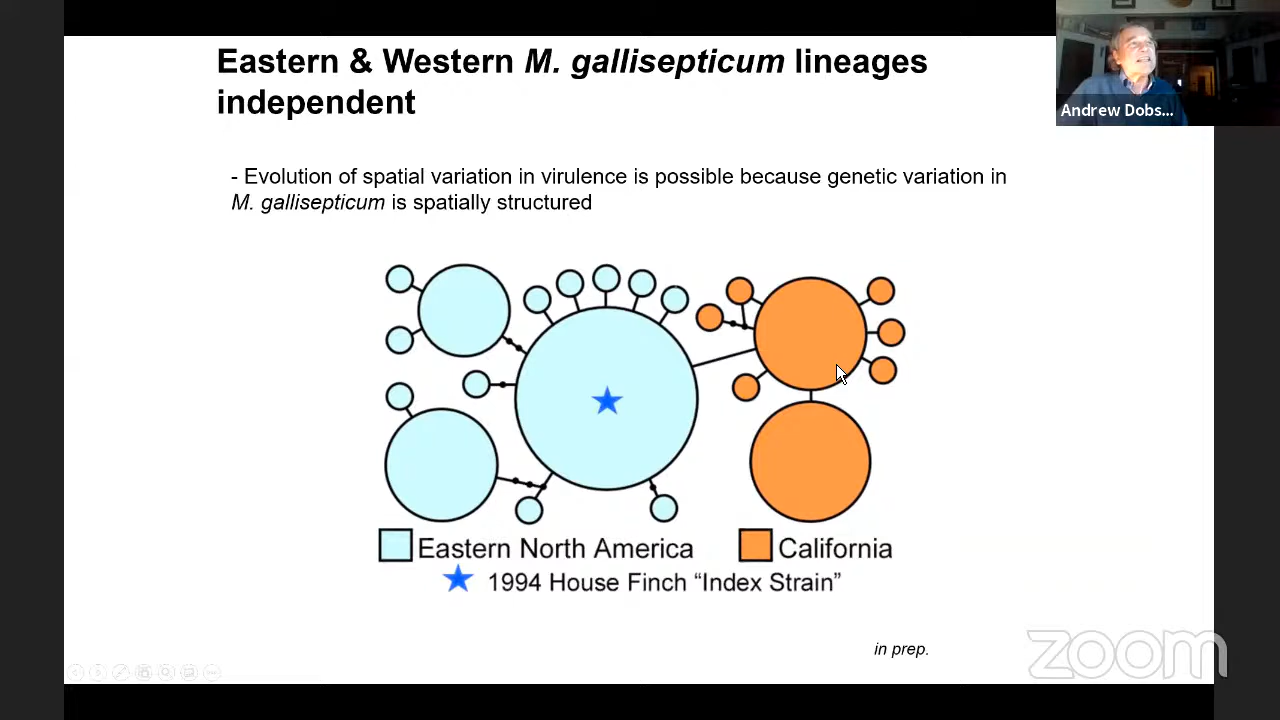 Eastern & Western M. gallisepticum lineages
independent
Andrew Dobs...
- Evolution of spatial variation in virulence is possible because genetic variation in
M. gallisepticum is spatially structured
Eastern North America
California
1994 House Finch “Index Strain”
in prep.
zoom